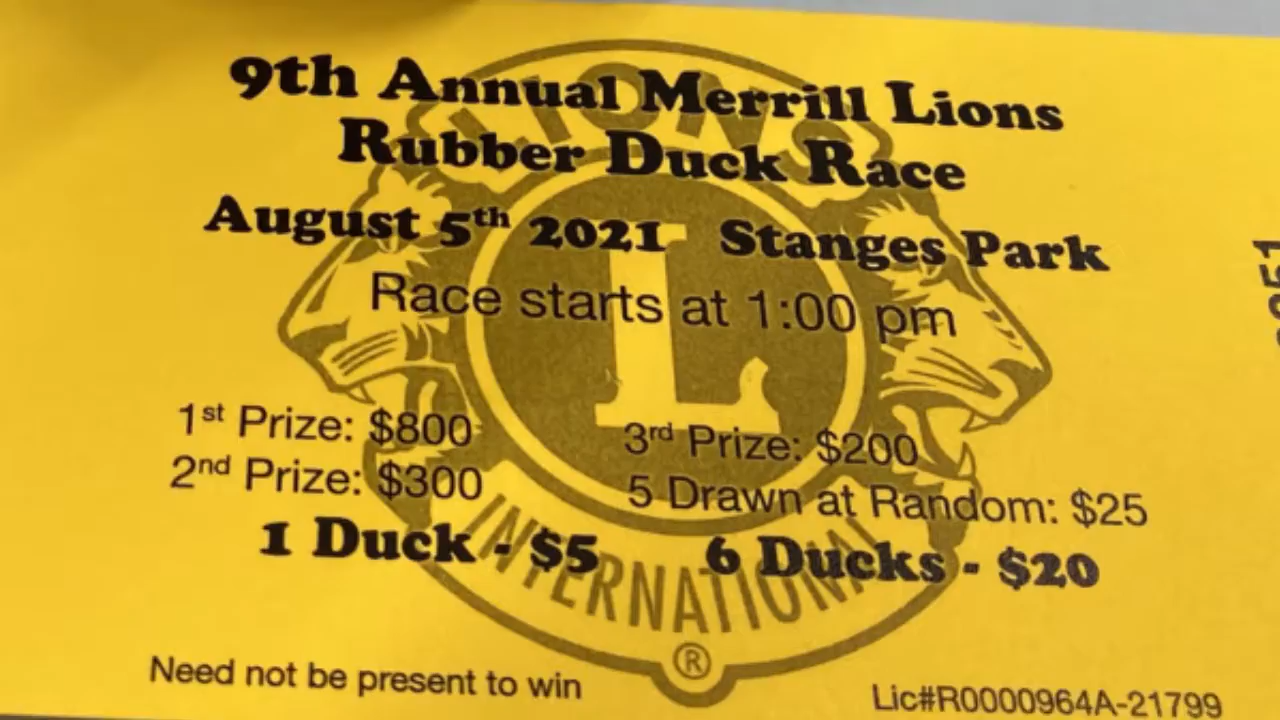 9th Annual Merrill Lions
Rubber Duck Race
August 5th 2021 Stanges Park
Race starts at 1:00 pm
1st Prize: $800 3rd Prize: $200
2nd Prize: $300 5 Drawn at Random: $25
1 Duck - $5 6 Ducks - $20
Need not be present to win Lic#R0000964A-21799
LIONS
L
INTERNATIONAL
®